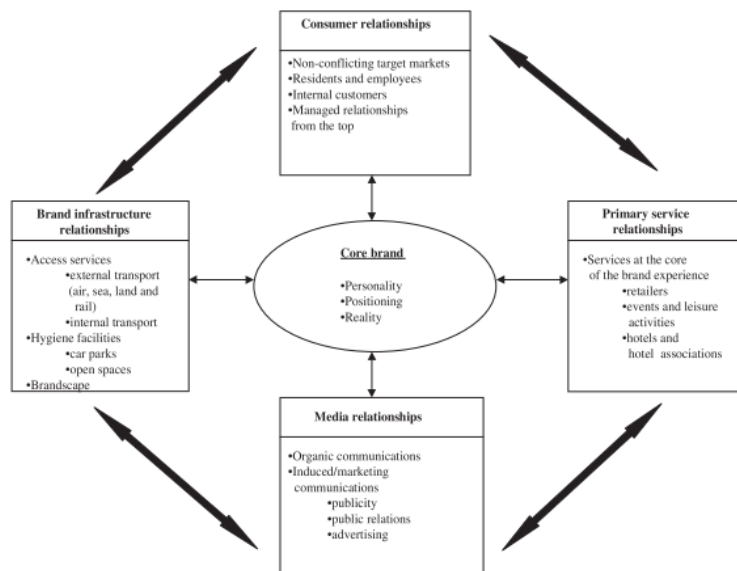 Consumer relationships
•Non-conflicting target markets
•Residents and employees
•Internal customers
•Managed relationships
from the top
Brand infrastructure
relationships
•Access services
•external transport
(air, sea, land and
rail)
•internal transport
•Hygiene facilities
•car parks
•open spaces
•Brandscape
Core brand
•Personality
•Positioning
•Reality
Primary service
relationships
•Services at the core
of the brand experience
•retailers
•events and leisure
activities
•hotels and
hotel associations
Media relationships
•Organic communications
•Induced/marketing
communications
•publicity
•public relations
•advertising